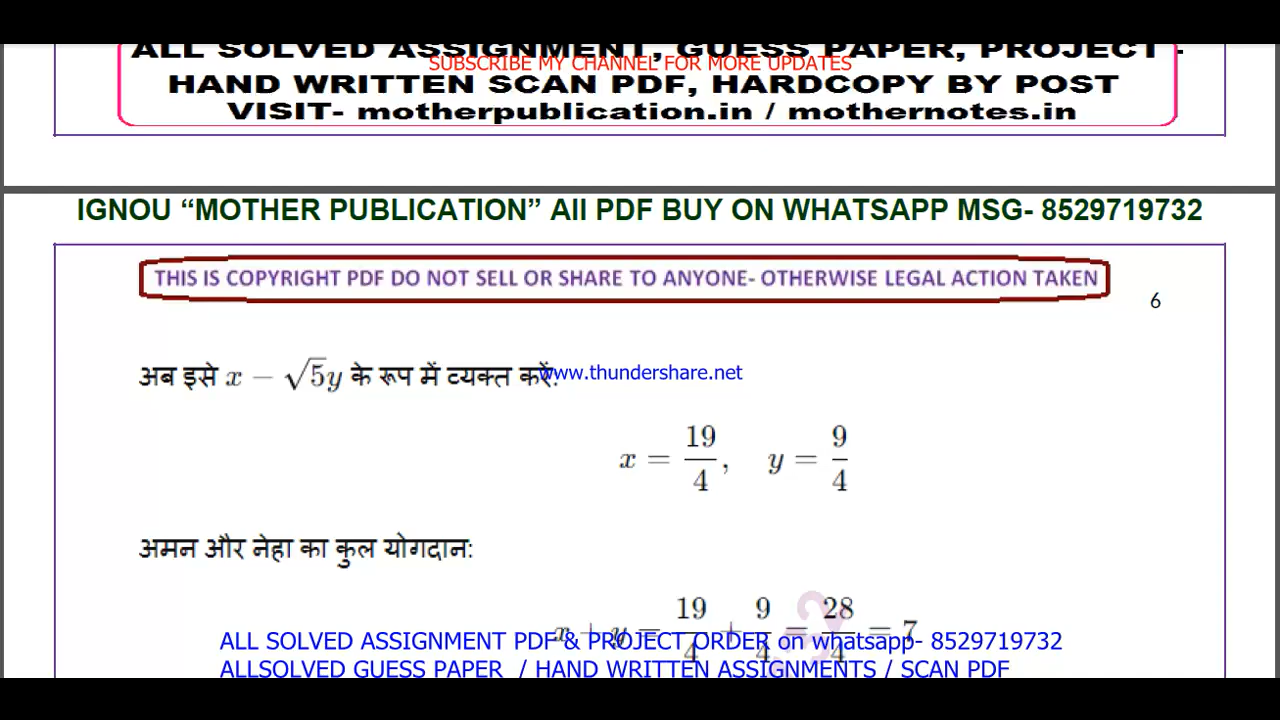 ALL SOLVED ASSIGNMENT, GUESS PAPER, PROJECT -
SUBSCRIBE MY CHANNEL FOR MORE UPDATES
HAND WRITTEN SCAN PDF, HARDCOPY BY POST
VISIT- motherpublication.in / mothernotes.in
IGNOU “MOTHER PUBLICATION” All PDF BUY ON WHATSAPP MSG- 8529719732
THIS IS COPYRIGHT PDF DO NOT SELL OR SHARE TO ANYONE- OTHERWISE LEGAL ACTION TAKEN
6
अब इसे x − √5y के रूप में व्यक्त करें:
www.thundershare.net
x = 19/4, y = 9/4
अमन और नेहा का कुल योगदान:
x + y = 19/4 + 9/4 = 28/4 = 7
ALL SOLVED ASSIGNMENT PDF & PROJECT ORDER on whatsapp- 8529719732
ALLSOLVED GUESS PAPER / HAND WRITTEN ASSIGNMENTS / SCAN PDF